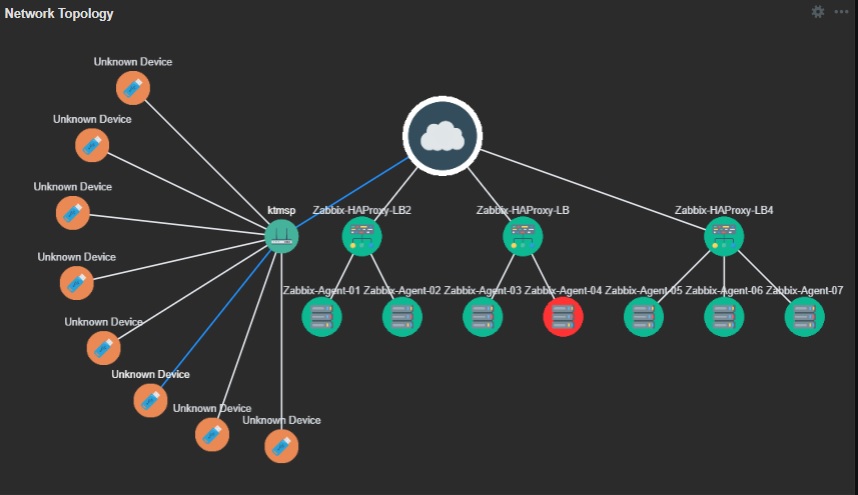 Network Topology
Unknown Device
Unknown Device
Unknown Device
ktmsp
Zabbix-HAProxy-LB2
Zabbix-HAProxy-LB
Zabbix-HAProxy-LB4
Unknown Device
Zabbix-Agent-01
Zabbix-Agent-02
Zabbix-Agent-03
Zabbix-Agent-04
Zabbix-Agent-05
Zabbix-Agent-06
Zabbix-Agent-07
Unknown Device
Unknown Device
Unknown Device
Unknown Device